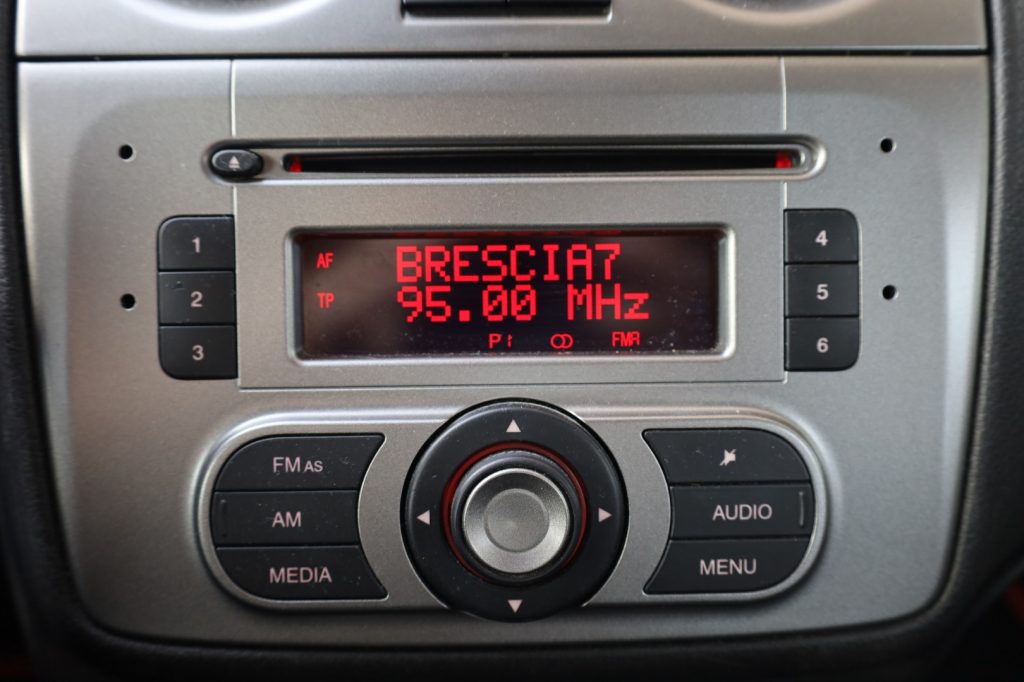 AF BRESCIA7
TP 95.00 MHz
P1 FMA
1
2
3
4
5
6
FM AS
AM
MEDIA
AUDIO
MENU